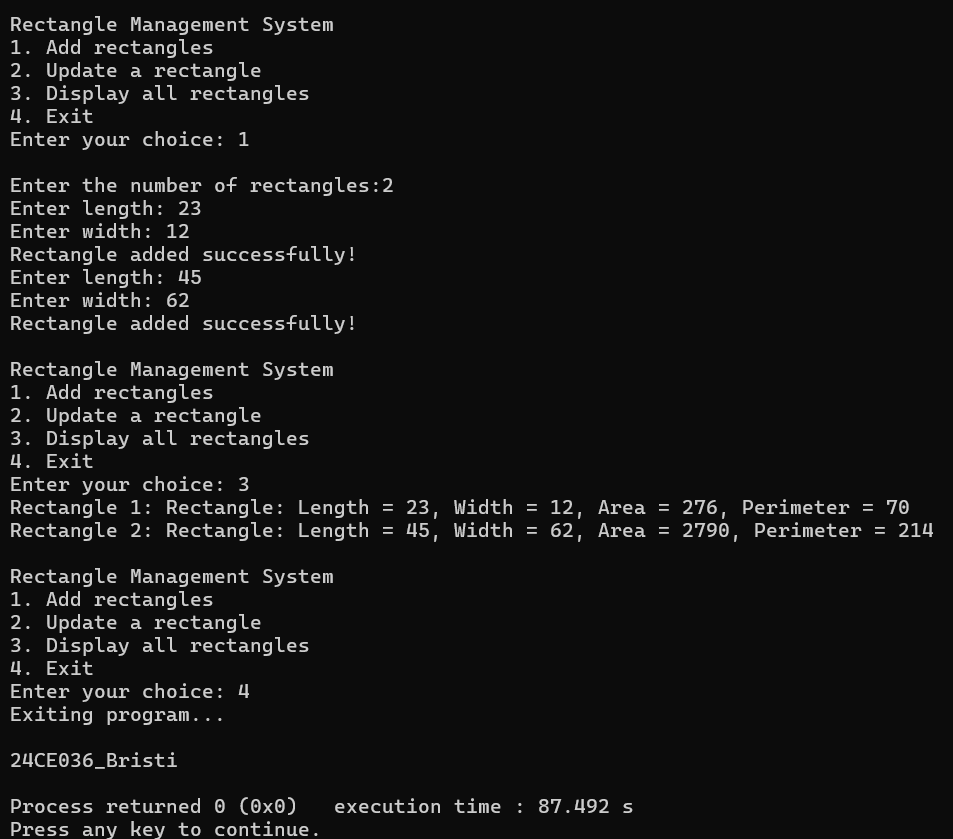 Rectangle Management System
1. Add rectangles
2. Update a rectangle
3. Display all rectangles
4. Exit
Enter your choice: 1
Enter the number of rectangles:2
Enter length: 23
Enter width: 12
Rectangle added successfully!
Enter length: 45
Enter width: 62
Rectangle added successfully!
Rectangle Management System
1. Add rectangles
2. Update a rectangle
3. Display all rectangles
4. Exit
Enter your choice: 3
Rectangle 1: Rectangle: Length = 23, Width = 12, Area = 276, Perimeter = 70
Rectangle 2: Rectangle: Length = 45, Width = 62, Area = 2790, Perimeter = 214
Rectangle Management System
1. Add rectangles
2. Update a rectangle
3. Display all rectangles
4. Exit
Enter your choice: 4
Exiting program...
24CE036_Bristi
Process returned 0 (0x0)   execution time : 87.492 s
Press any key to continue.